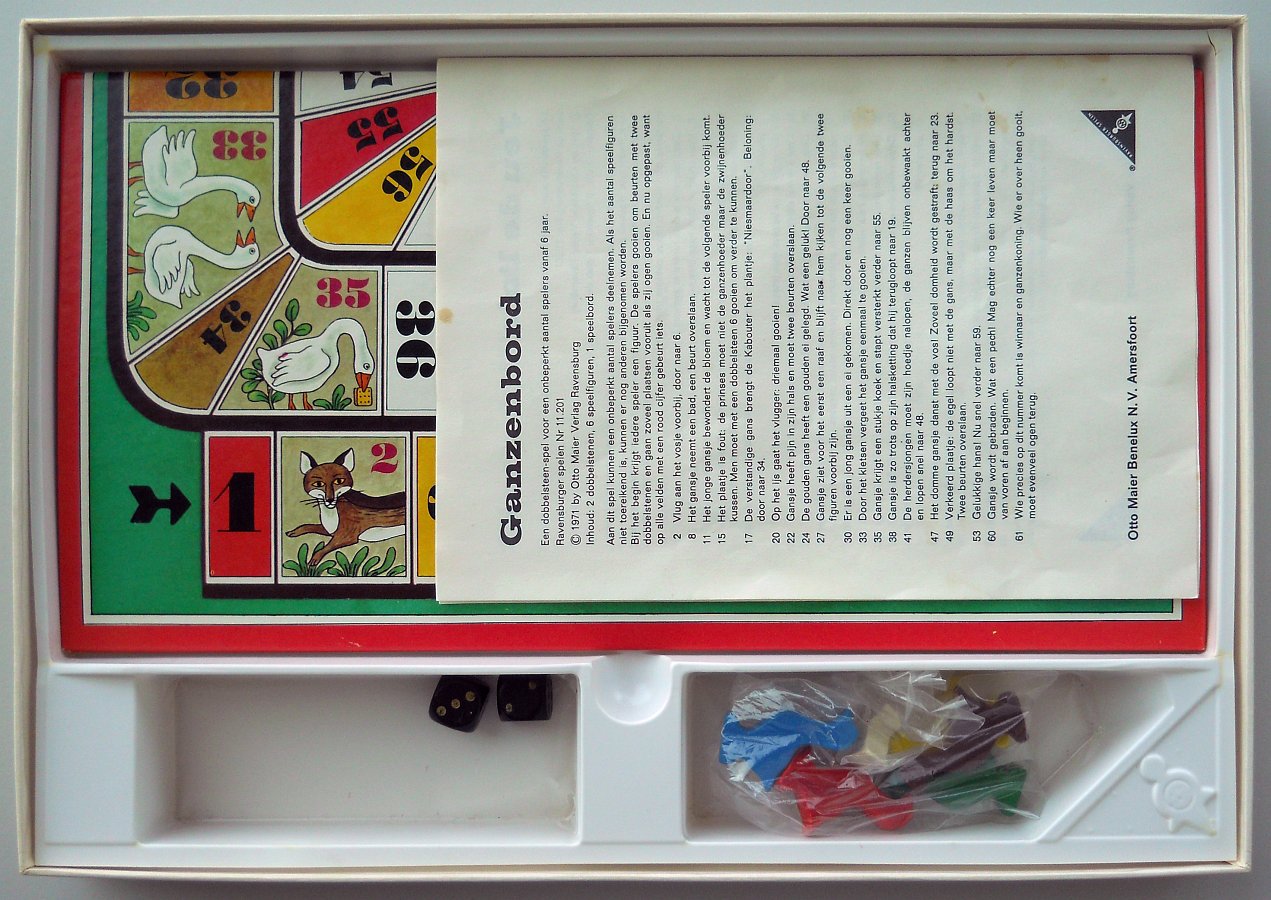 Ganzenbord
Een dobbelsteen-spel voor een onbeperkt aantal spelers vanaf 6 jaar.
Ravensburger spelen Nr 11.201
© 1971 by Otto Maier Verlag Ravensburg
Inhoud: 2 dobbelstenen, 6 speelfiguren, 1 speelbord.
Aan dit spel kunnen een onbeperkt aantal spelers deelnemen. Als het aantal speelfiguren
niet toereikend is, kunnen er nog anderen bijgenomen worden.
Bij het begin krijgt iedere speler een figuur. De spelers gooien om beurten met twee
dobbelstenen en gaan zoveel plaatsen vooruit als zij ogen gooien. En nu opgepast, want
op alle velden met een rood cijfer gebeurt iets.
2 Vlug aan het vosje voorbij, door naar 6.
8 Het gansje neemt een bad, een beurt overslaan.
11 Het jonge gansje bewondert de bloem en wacht tot de volgende speler voorbij komt.
15 Het plaatje is fout: de prinses moet niet de ganzenhoeder maar de zwijnenhoeder
kussen. Men moet met een dobbelsteen 6 gooien om verder te kunnen.
17 De verstandige gans brengt de Kabouter het plantje: "Niesmaardoor". Beloning:
door naar 34.
20 Op het ijs gaat het vlugger: driemaal gooien!
22 Gansje heeft pijn in zijn hals en moet twee beurten overslaan.
24 De gouden gans heeft een gouden ei gelegd. Wat een geluk! Door naar 48.
27 Gansje ziet voor het eerst een raaf en blijft naar hem kijken tot de volgende twee
figuren voorbij zijn.
30 Er is een jong gansje uit een ei gekomen. Direkt door en nog een keer gooien.
33 Door het kletsen vergeet het gansje eenmaal te gooien.
35 Gansje krijgt een stukje koek en stapt versterkt verder naar 55.
38 Gansje is zo trots op zijn halsketting dat hij terugloopt naar 19.
41 De herdersjongen moet zijn hoedje nalopen, de ganzen blijven onbewaakt achter
en lopen snel naar 48.
47 Het domme gansje danst met de vos! Zoveel domheid wordt gestraft: terug naar 23.
49 Verkeerd plaatje: de egel loopt niet met de gans, maar met de haas om het hardst.
Twee beurten overslaan.
53 Gelukkige hans! Nu snel verder naar 59.
60 Gansje wordt gebraden. Wat een pech! Mag echter nog een keer leven maar moet
van voren af aan beginnen.
61 Wie precies op dit nummer komt is winnaar en ganzenkoning. Wie er over heen gooit,
moet evenveel ogen terug.
Otto Maier Benelux N.V. Amersfoort
®
33
34
35
36
55
56
1
2